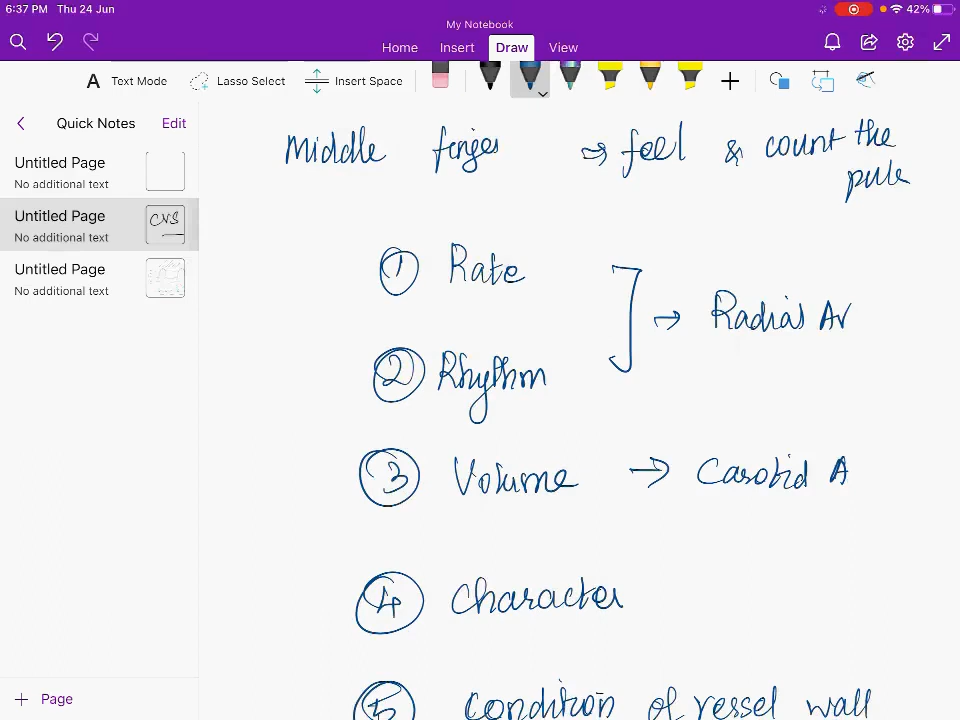 6:37 PM Thu 24 Jun
42%
My Notebook
Home Insert Draw View
Text Mode Lasso Select Insert Space
Quick Notes Edit
Untitled Page
No additional text
Untitled Page
No additional text
CNS
Untitled Page
No additional text
Page
Middle finger → feel & count the
pulse
1 Rate
2 Rhythm
] → Radial Ar
3 Volume → Carotid A
4 Character
5 condition of vessel wall